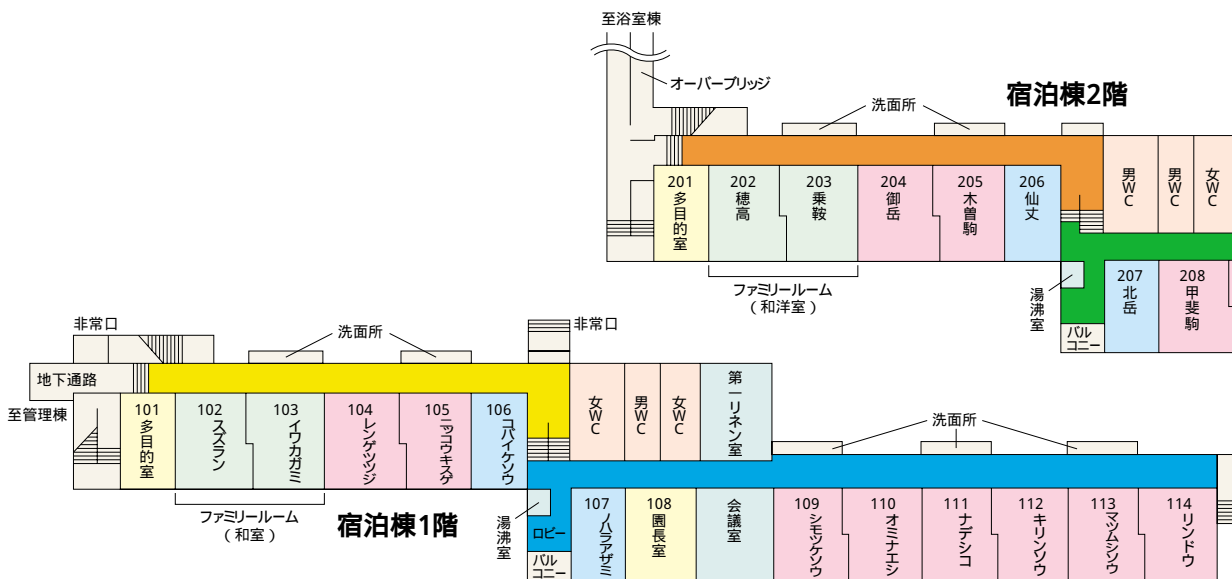 至浴室棟
オーバーブリッジ
洗面所
宿泊棟2階
201
多目的室
202
穂高
203
乗鞍
204
御岳
205
木曽駒
206
仙丈
男WC
男WC
女WC
ファミリールーム
(和洋室)
湯沸室
207
北岳
208
甲斐駒
バル
コニー
非常口
洗面所
非常口
地下通路
至管理棟
101
多目的室
102
スズラン
103
イワカガミ
104
レンゲツツジ
105
ニッコウキスゲ
106
コバイケソウ
女WC
男WC
女WC
第一リネン室
洗面所
ファミリールーム
(和室)
宿泊棟1階
湯沸室
ロビー
バル
コニー
107
ノハラアザミ
108
園長室
会議室
109
シモツケソウ
110
オミナエシ
111
ナデシコ
112
キリンソウ
113
マツムシソウ
114
リンドウ